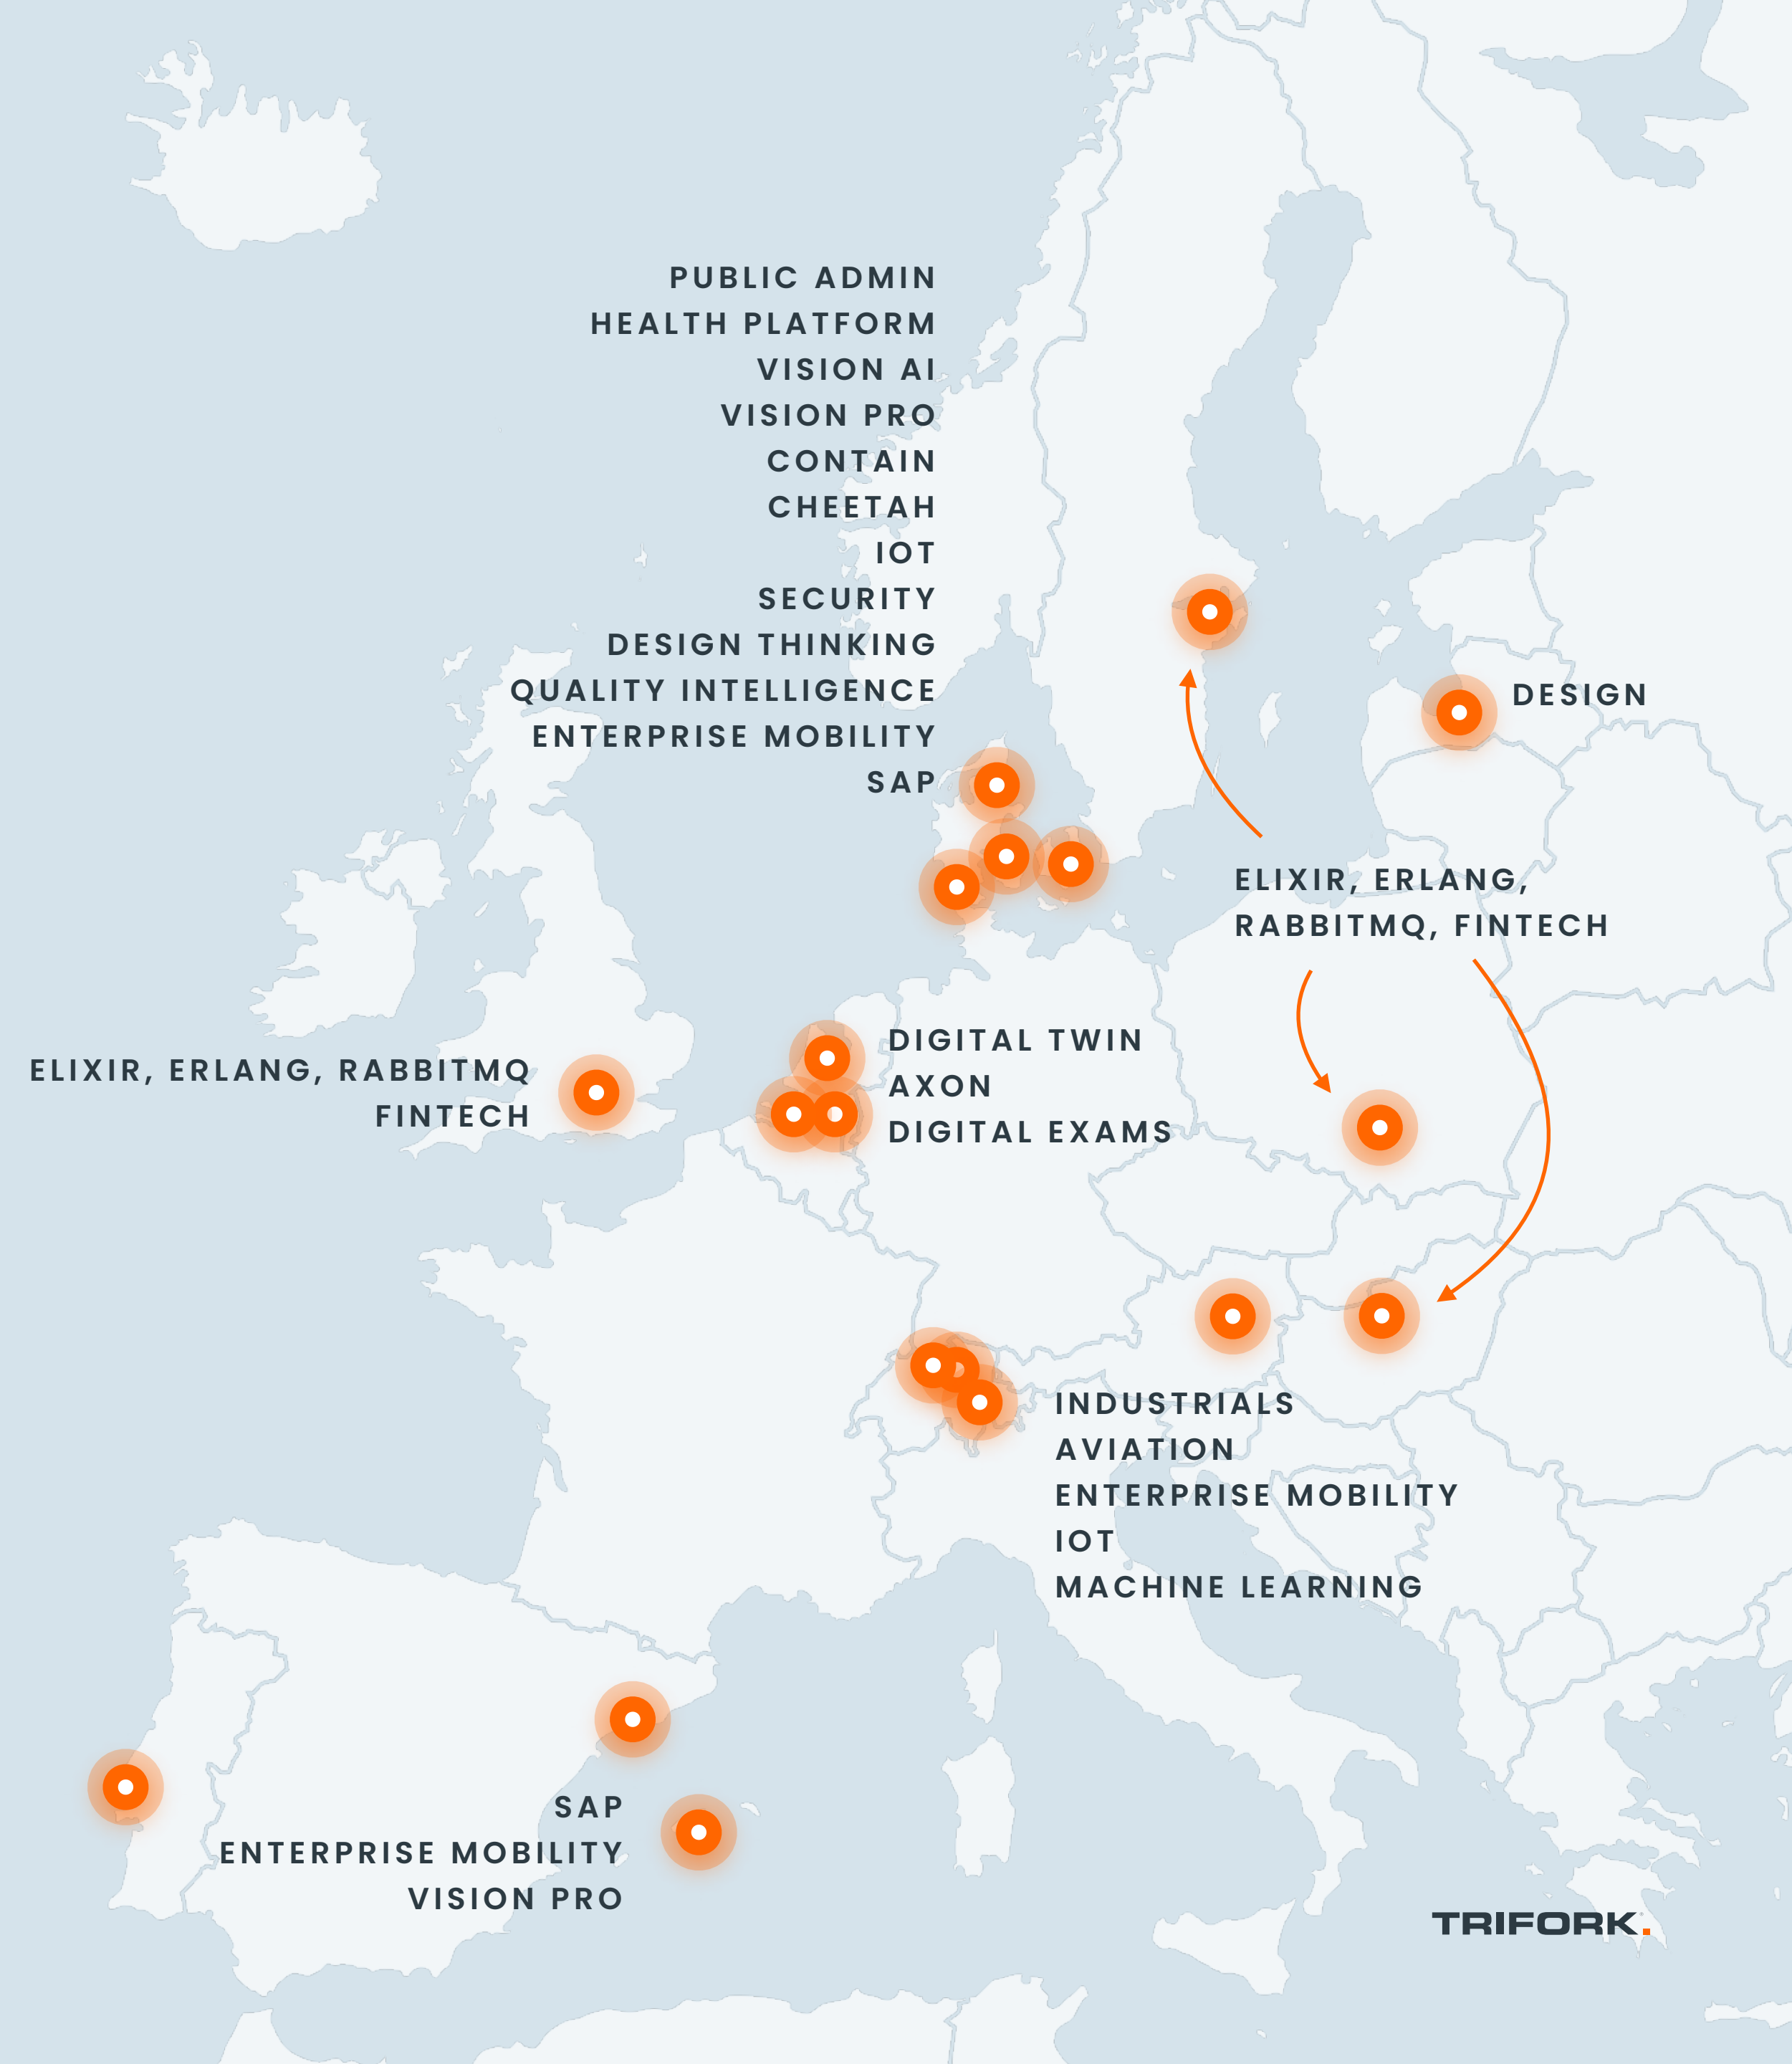 PUBLIC ADMIN
HEALTH PLATFORM
VISION AI
VISION PRO
CONTAIN
CHEETAH
IOT
SECURITY
DESIGN THINKING
QUALITY INTELLIGENCE
ENTERPRISE MOBILITY
SAP
DESIGN
ELIXIR, ERLANG,
RABBITMQ, FINTECH
DIGITAL TWIN
AXON
DIGITAL EXAMS
ELIXIR, ERLANG, RABBITMQ
FINTECH
INDUSTRIALS
AVIATION
ENTERPRISE MOBILITY
IOT
MACHINE LEARNING
SAP
ENTERPRISE MOBILITY
VISION PRO
TRIFORK.